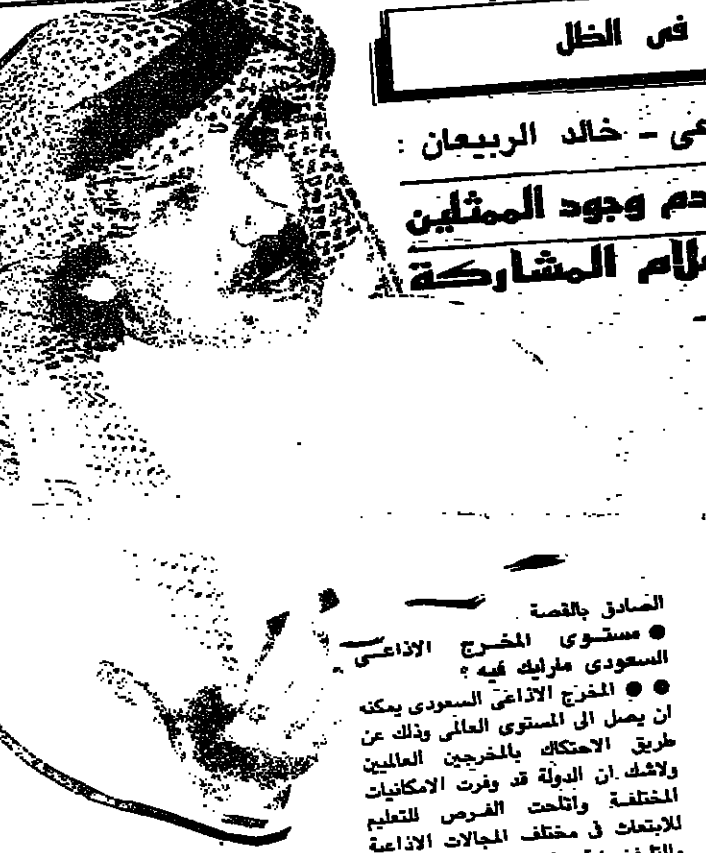 فى الظل
خالد الربيعان :
وجود الممثلين
المشاركة
الصادق بالقصة
● مستوى المخرج الاذاعى
السعودى مارايك فيه ؟
● ● المخرج الاذاعى السعودى يمكنه
ان يصل الى المستوى العالمى وذلك عن
طريق الاحتكاك بالمخرجين العالميين
ولاشك ان الدولة قد وفرت الامكانيات
المختلفة واتاحت الفرص للتعليم
للابتعاث فى مختلف المجالات الاذاعية